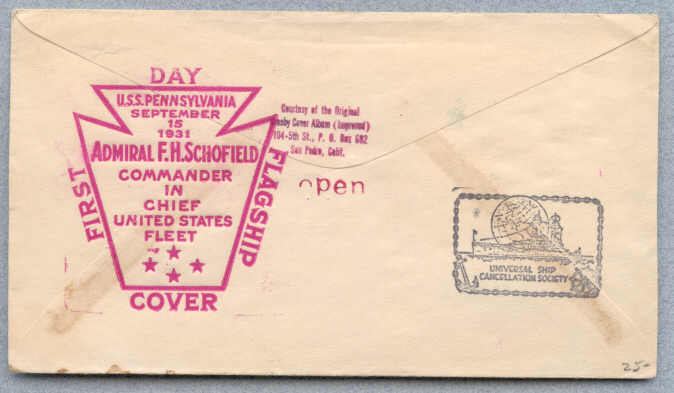 DAY
U.S.S. PENNSYLVANIA
SEPTEMBER
15
1931
ADMIRAL F.H. SCHOFIELD
COMMANDER
IN
CHIEF
UNITED STATES
FLEET
FIRST
FLAGSHIP
COVER
Courtesy of the Original
Cover Album (Improved)
104-5th St., P. O. Box 682
San Pedro, Calif.
open
UNIVERSAL SHIP
CANCELLATION SOCIETY
25-